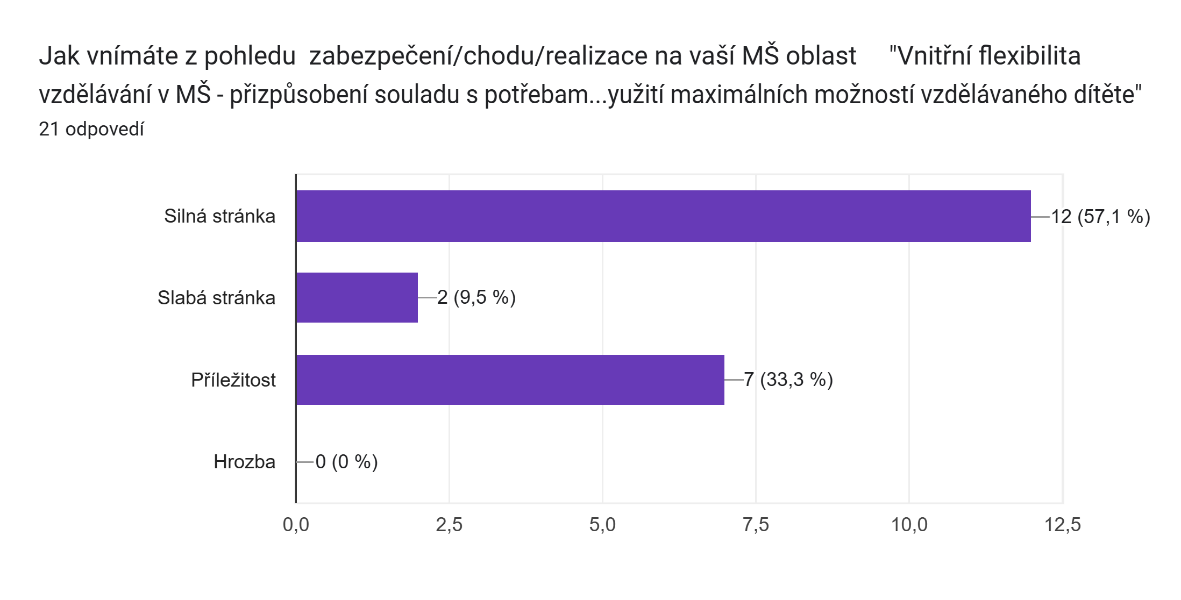 Jak vnímáte z pohledu  zabezpečení/chodu/realizace na vaší MŠ oblast     "Vnitřní flexibilita
vzdělávání v MŠ - přizpůsobení souladu s potřebam...yužití maximálních možností vzdělávaného dítěte"
21 odpovedí
Silná stránka
12 (57,1 %)
Slabá stránka
2 (9,5 %)
Příležitost
7 (33,3 %)
Hrozba
0 (0 %)
0,0 2,5 5,0 7,5 10,0 12,5